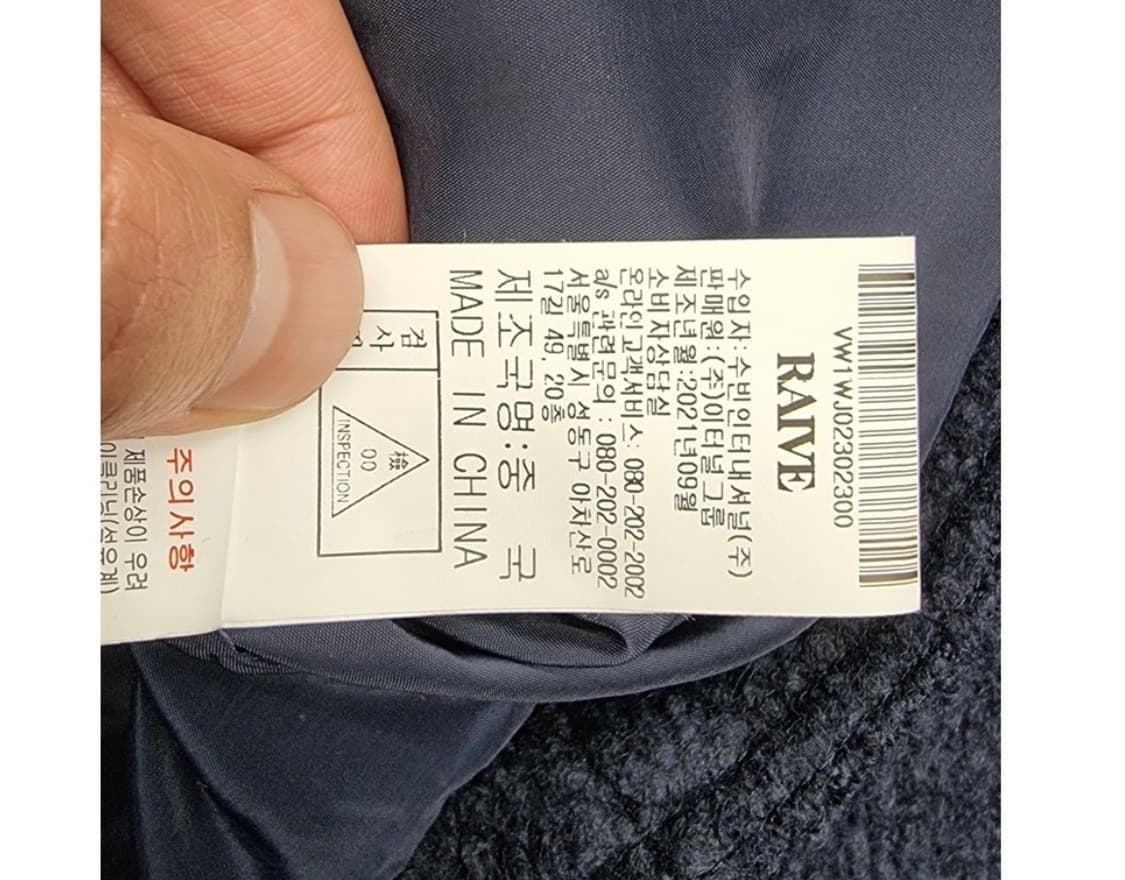 VW1WJ02302300
RAIVE
수입자:수빈인터내셔널(주)
판매원:(주)이터널그룹
제조년월:2021년09월
소비자상담실
온라인고객서비스: 080-202-2002
a/s 관련문의 : 080-202-0002
서울특별시 성동구 아차산로
17길 49, 20층
제조국명:중 국
MADE IN CHINA
검사
檢
00
INSPECTION
주의사항
제품손상이 우려